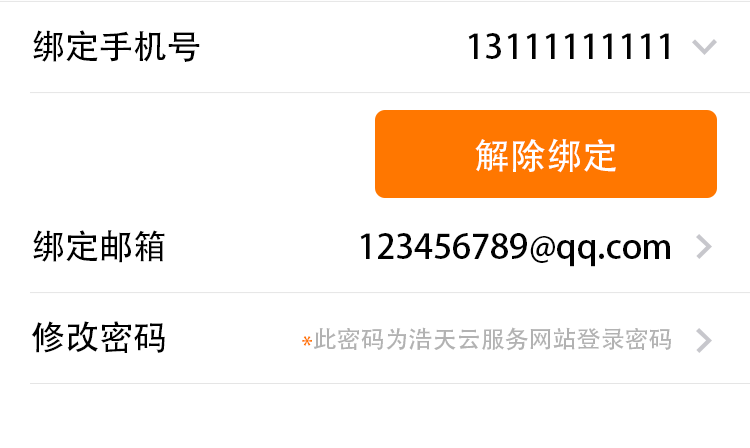 绑定手机号 13111111111
解除绑定
绑定邮箱 123456789@qq.com
修改密码 *此密码为浩天云服务网站登录密码